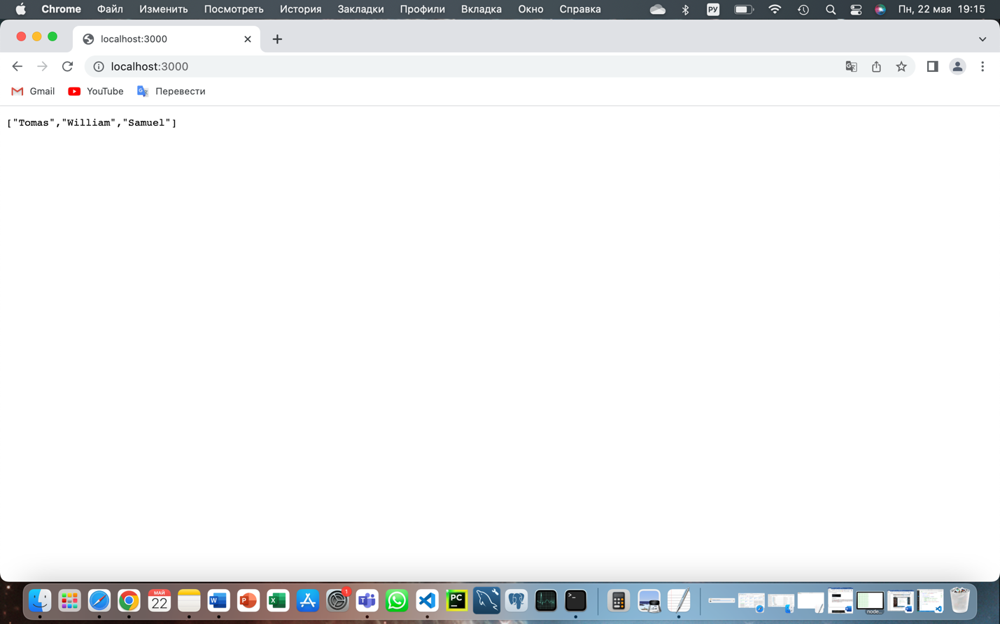 Chrome Файл Изменить Посмотреть История Закладки Профили Вкладка Окно Справка РУ Пн, 22 мая 19:15
localhost:3000
localhost:3000
Gmail YouTube Перевести
["Tomas","William","Samuel"]
МАЙ
22
W P X 1 PC >_
node...